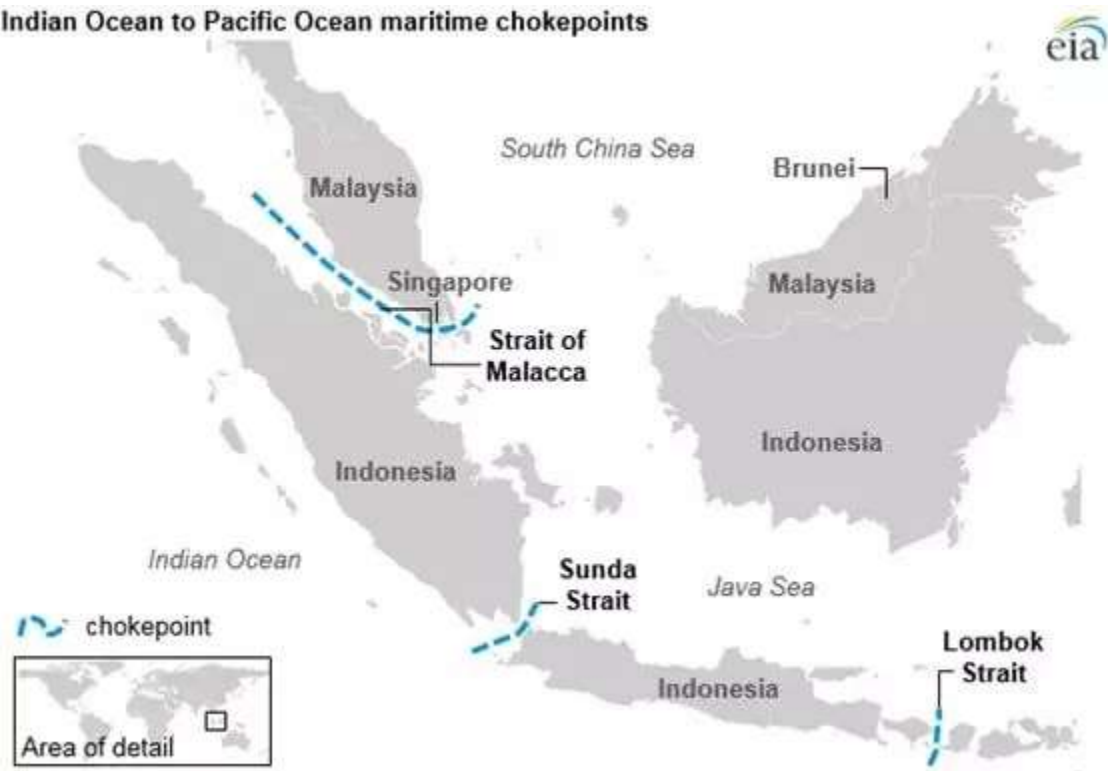 Indian Ocean to Pacific Ocean maritime chokepoints
eia
South China Sea
Brunei
Malaysia
Singapore
Malaysia
Strait of
Malacca
Indonesia
Indonesia
Indian Ocean
Sunda
Strait
Java Sea
chokepoint
Lombok
Strait
Indonesia
Area of detail